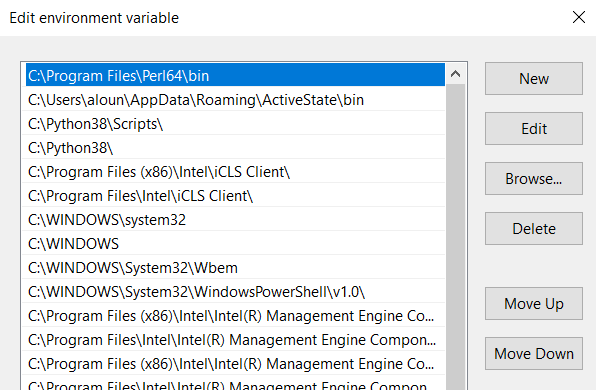 Edit environment variable
C:\Program Files\Perl64\bin
C:\Users\aloun\AppData\Roaming\ActiveState\bin
C:\Python38\Scripts\
C:\Python38\
C:\Program Files (x86)\Intel\iCLS Client\
C:\Program Files\Intel\iCLS Client\
C:\WINDOWS\system32
C:\WINDOWS
C:\WINDOWS\System32\Wbem
C:\WINDOWS\System32\WindowsPowerShell\v1.0\
C:\Program Files (x86)\Intel\Intel(R) Management Engine Co...
C:\Program Files\Intel\Intel(R) Management Engine Compon...
C:\Program Files (x86)\Intel\Intel(R) Management Engine Co...
C:\Program Files\Intel\Intel(R) Management Engine Compon...
New
Edit
Browse...
Delete
Move Up
Move Down